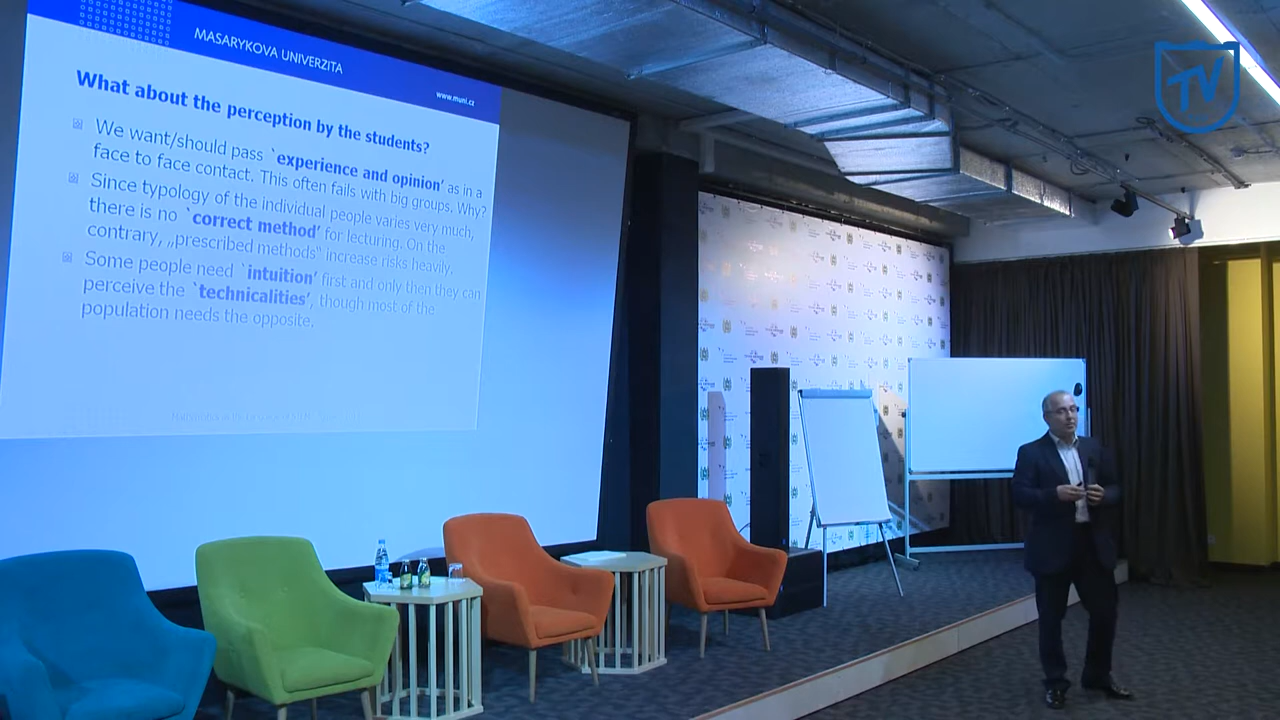 MASARYKOVA UNIVERZITA
www.muni.cz
What about the perception by the students?
We want/should pass `experience and opinion’ as in a
face to face contact. This often fails with big groups. Why?
Since typology of the individual people varies very much,
there is no `correct method’ for lecturing. On the
contrary, „prescribed methods“ increase risks heavily.
Some people need `intuition’ first and only then they can
perceive the `technicalities’, though most of the
population needs the opposite.
TV